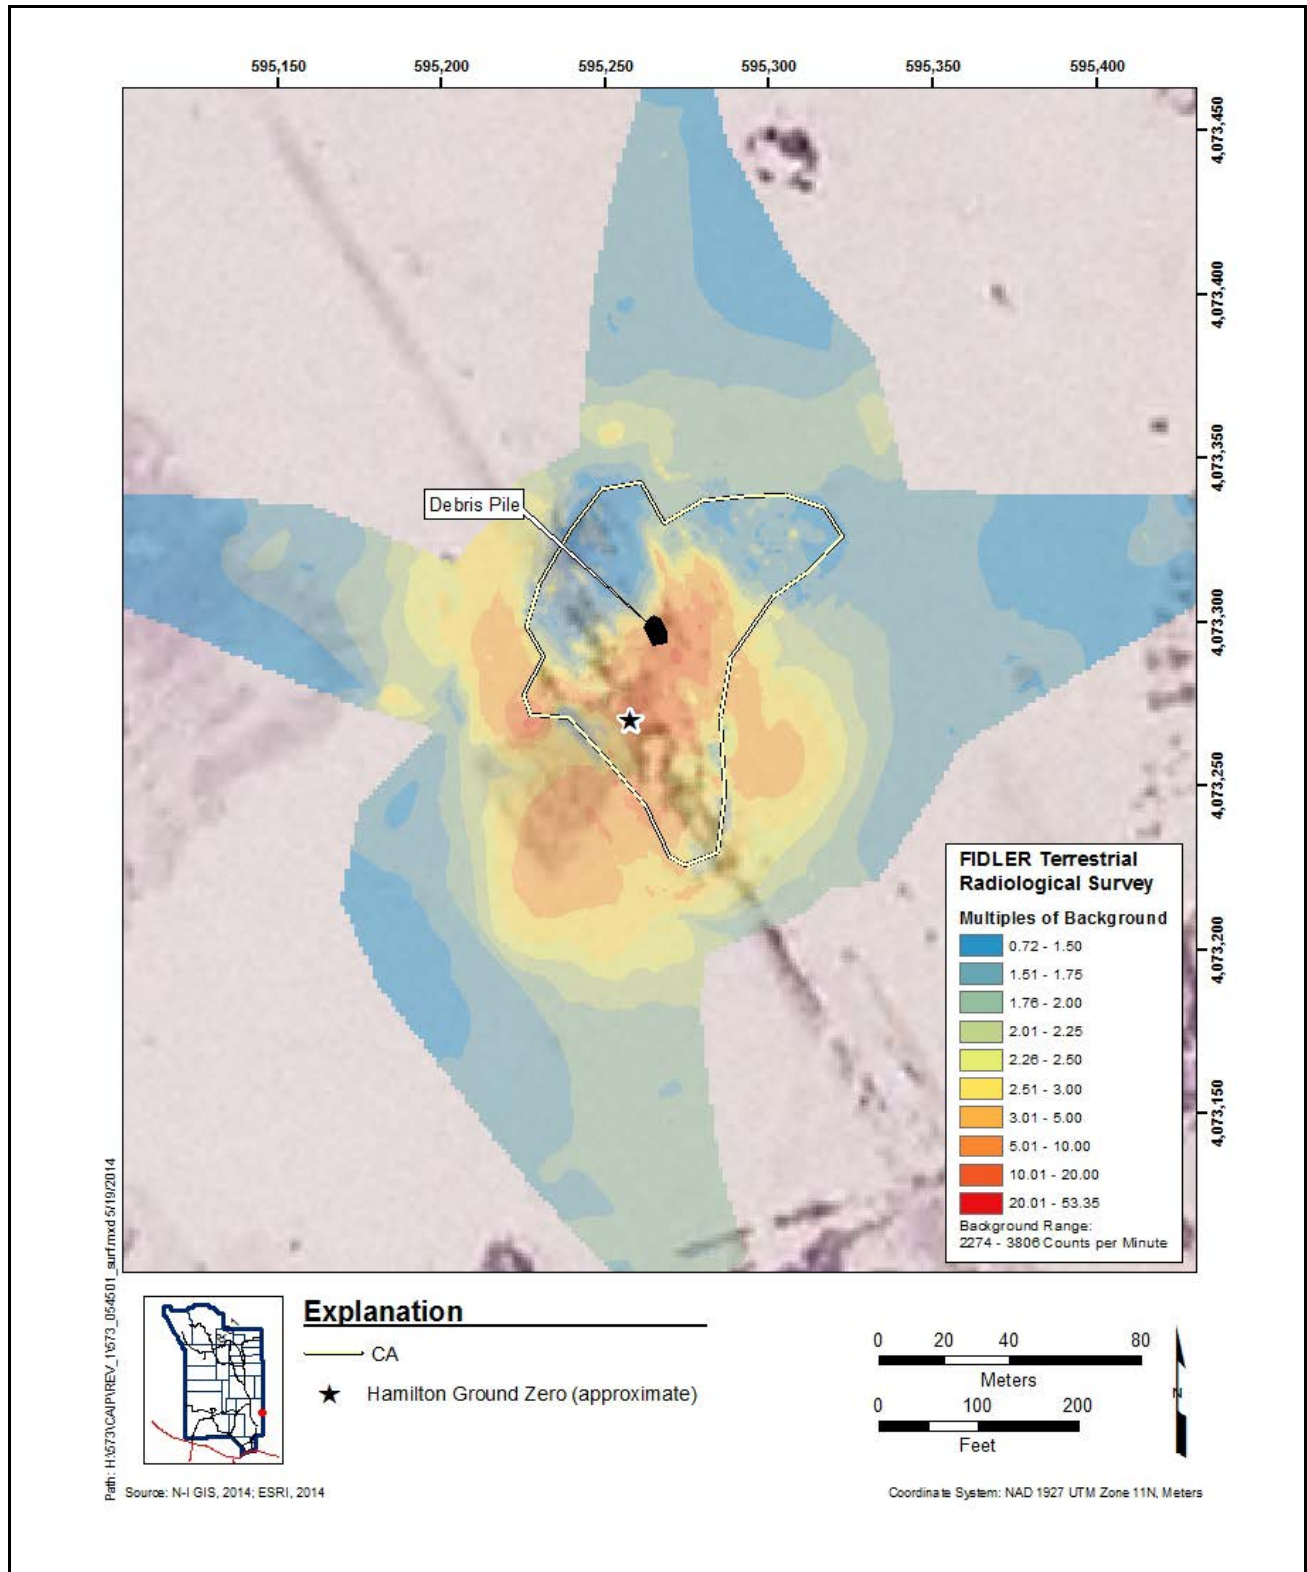 595,150 595,200 595,250 595,300 595,350 595,400
4,073,450
4,073,400
4,073,350
4,073,300
4,073,250
4,073,200
4,073,150
Debris Pile
FIDLER Terrestrial
Radiological Survey
Multiples of Background
0.72 - 1.50
1.51 - 1.75
1.76 - 2.00
2.01 - 2.25
2.26 - 2.50
2.51 - 3.00
3.01 - 5.00
5.01 - 10.00
10.01 - 20.00
20.01 - 53.35
Background Range:
2274 - 3806 Counts per Minute
Path: H:\573\CAIP\REV_1\573_054501_surf.mxd 5/19/2014
Explanation
CA
Hamilton Ground Zero (approximate)
0 20 40 80
Meters
0 100 200
Feet
N
Source: N-I GIS, 2014; ESRI, 2014
Coordinate System: NAD 1927 UTM Zone 11N, Meters